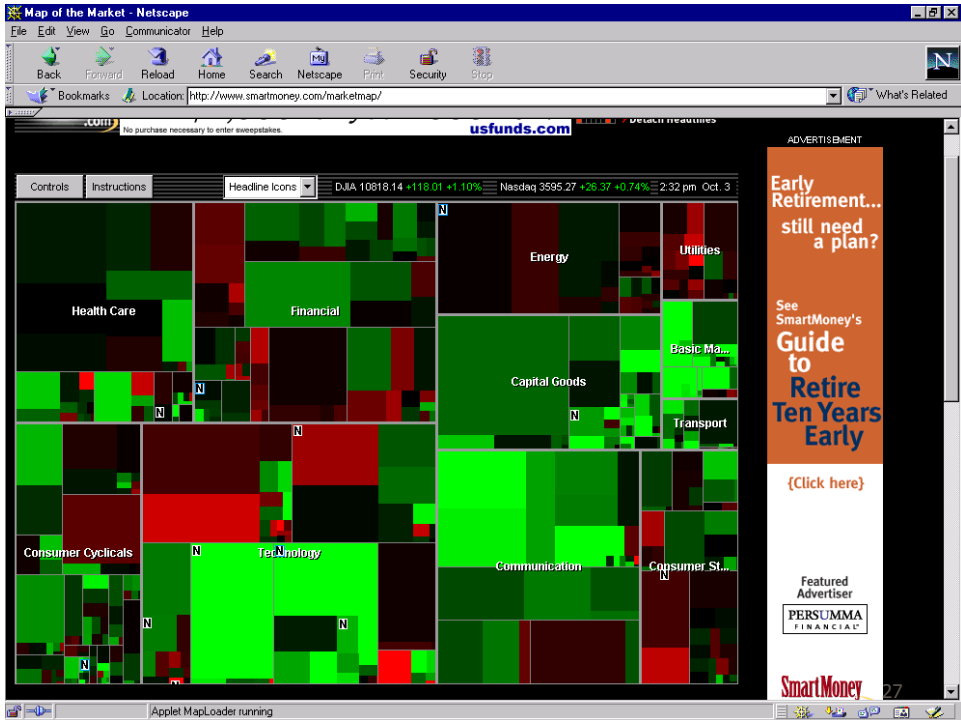 Map of the Market - Netscape
File Edit View Go Communicator Help
Back Forward Reload Home Search Netscape Print Security Stop
My
N
Bookmarks Location: http://www.smartmoney.com/marketmap/ What's Related
.com
No purchase necessary to enter sweepstakes.
usfunds.com
? Detach Headlines
ADVERTISEMENT
Controls Instructions Headline Icons DJIA 10818.14 +118.01 +1.10% Nasdaq 3595.27 +26.37 +0.74% 2:32 pm Oct. 3
Early
Retirement...
still need
a plan?
N
Energy
Utilities
Health Care
Financial
See
SmartMoney's
Guide
to
Retire
Ten Years
Early
Basic Ma...
Capital Goods
N
N
N
Transport
N
{Click here}
Consumer Cyclicals
N
Technology
N
Communication
Consumer St...
N
Featured
Advertiser
PERSUMMA
FINANCIAL
N
N
N
N
SmartMoney
27
Applet MapLoader running